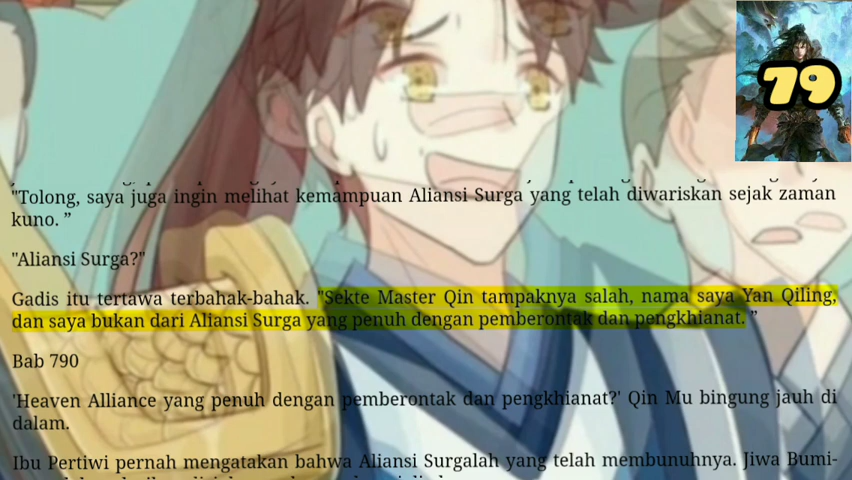 79
"Tolong, saya juga ingin melihat kemampuan Aliansi Surga yang telah diwariskan sejak zaman
kuno. ”
"Aliansi Surga?"
Gadis itu tertawa terbahak-bahak. "Sekte Master Qin tampaknya salah, nama saya Yan Qiling,
dan saya bukan dari Aliansi Surga yang penuh dengan pemberontak dan pengkhianat. ”
Bab 790
'Heaven Alliance yang penuh dengan pemberontak dan pengkhianat?' Qin Mu bingung jauh di
dalam.
Ibu Pertiwi pernah mengatakan bahwa Aliansi Surgalah yang telah membunuhnya. Jiwa Bumi-